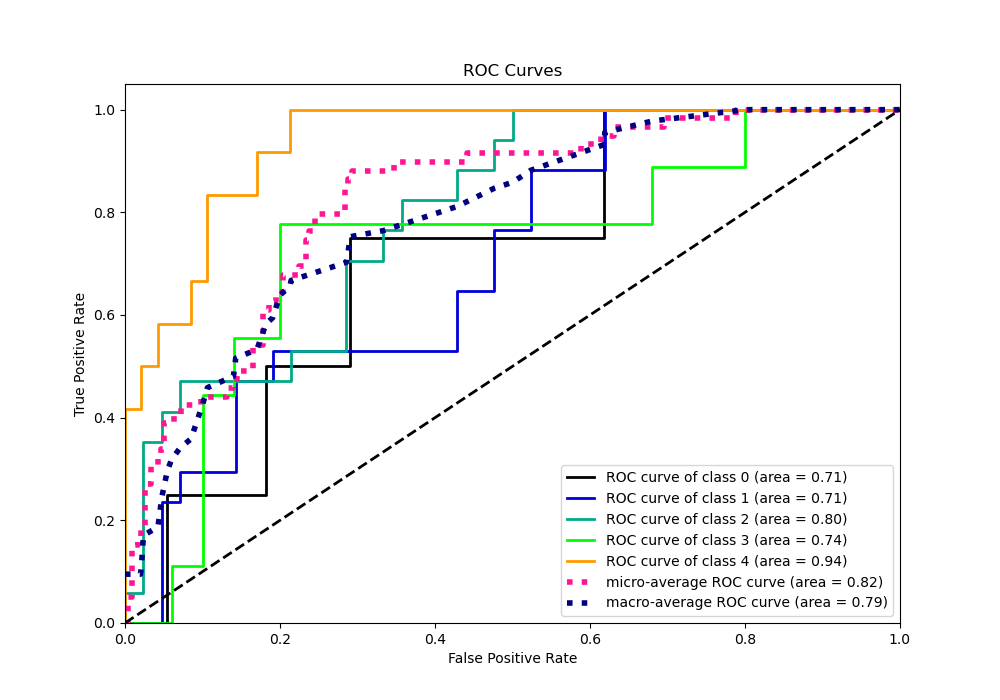 ROC Curves
1.0
0.8
0.6
0.4
0.2
0.0
True Positive Rate
0.0 0.2 0.4 0.6 0.8 1.0
False Positive Rate
ROC curve of class 0 (area = 0.71)
ROC curve of class 1 (area = 0.71)
ROC curve of class 2 (area = 0.80)
ROC curve of class 3 (area = 0.74)
ROC curve of class 4 (area = 0.94)
micro-average ROC curve (area = 0.82)
macro-average ROC curve (area = 0.79)